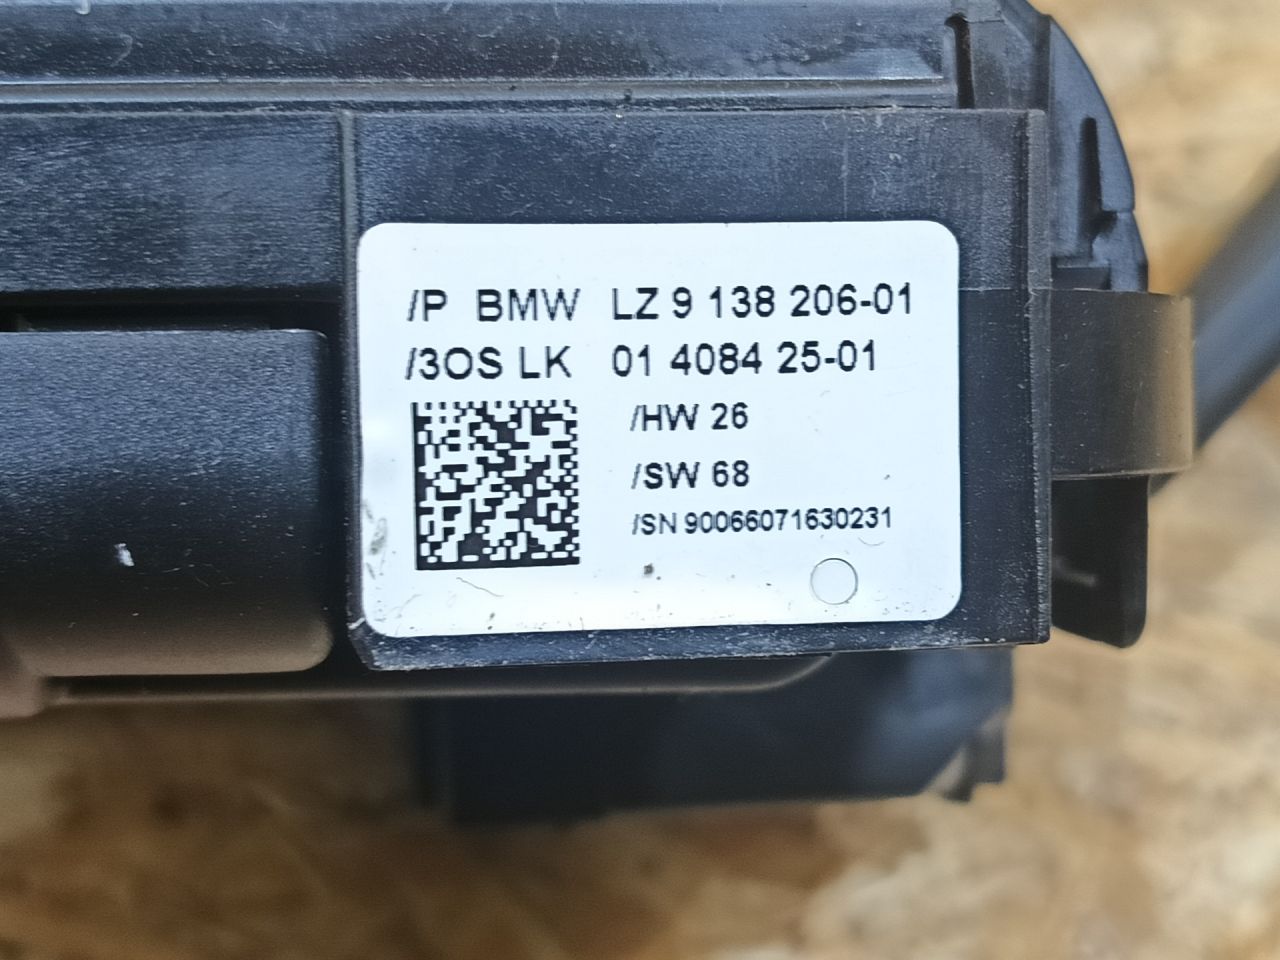 /P BMW LZ 9 138 206-01
/3OS LK 01 4084 25-01
/HW 26
/SW 68
/SN 90066071630231